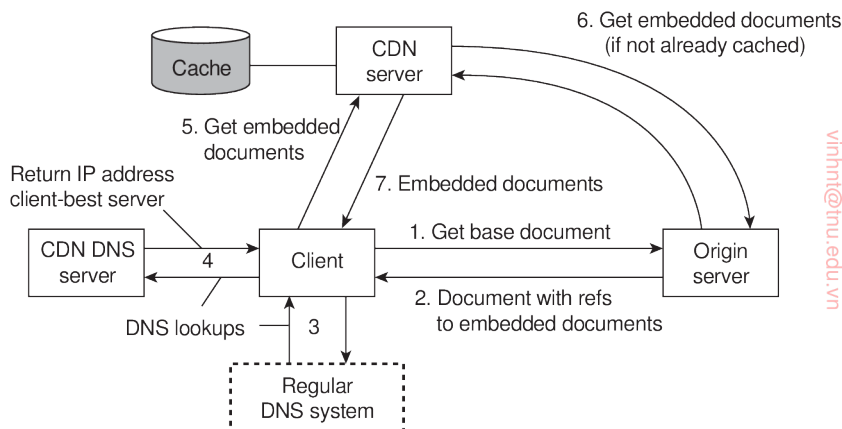 6. Get embedded documents
(if not already cached)
CDN
server
Cache
5. Get embedded
documents
Return IP address
client-best server
7. Embedded documents
1. Get base document
CDN DNS
server
4
Client
Origin
server
2. Document with refs
to embedded documents
DNS lookups
3
Regular
DNS system
vinhnt@tnu.edu.vn